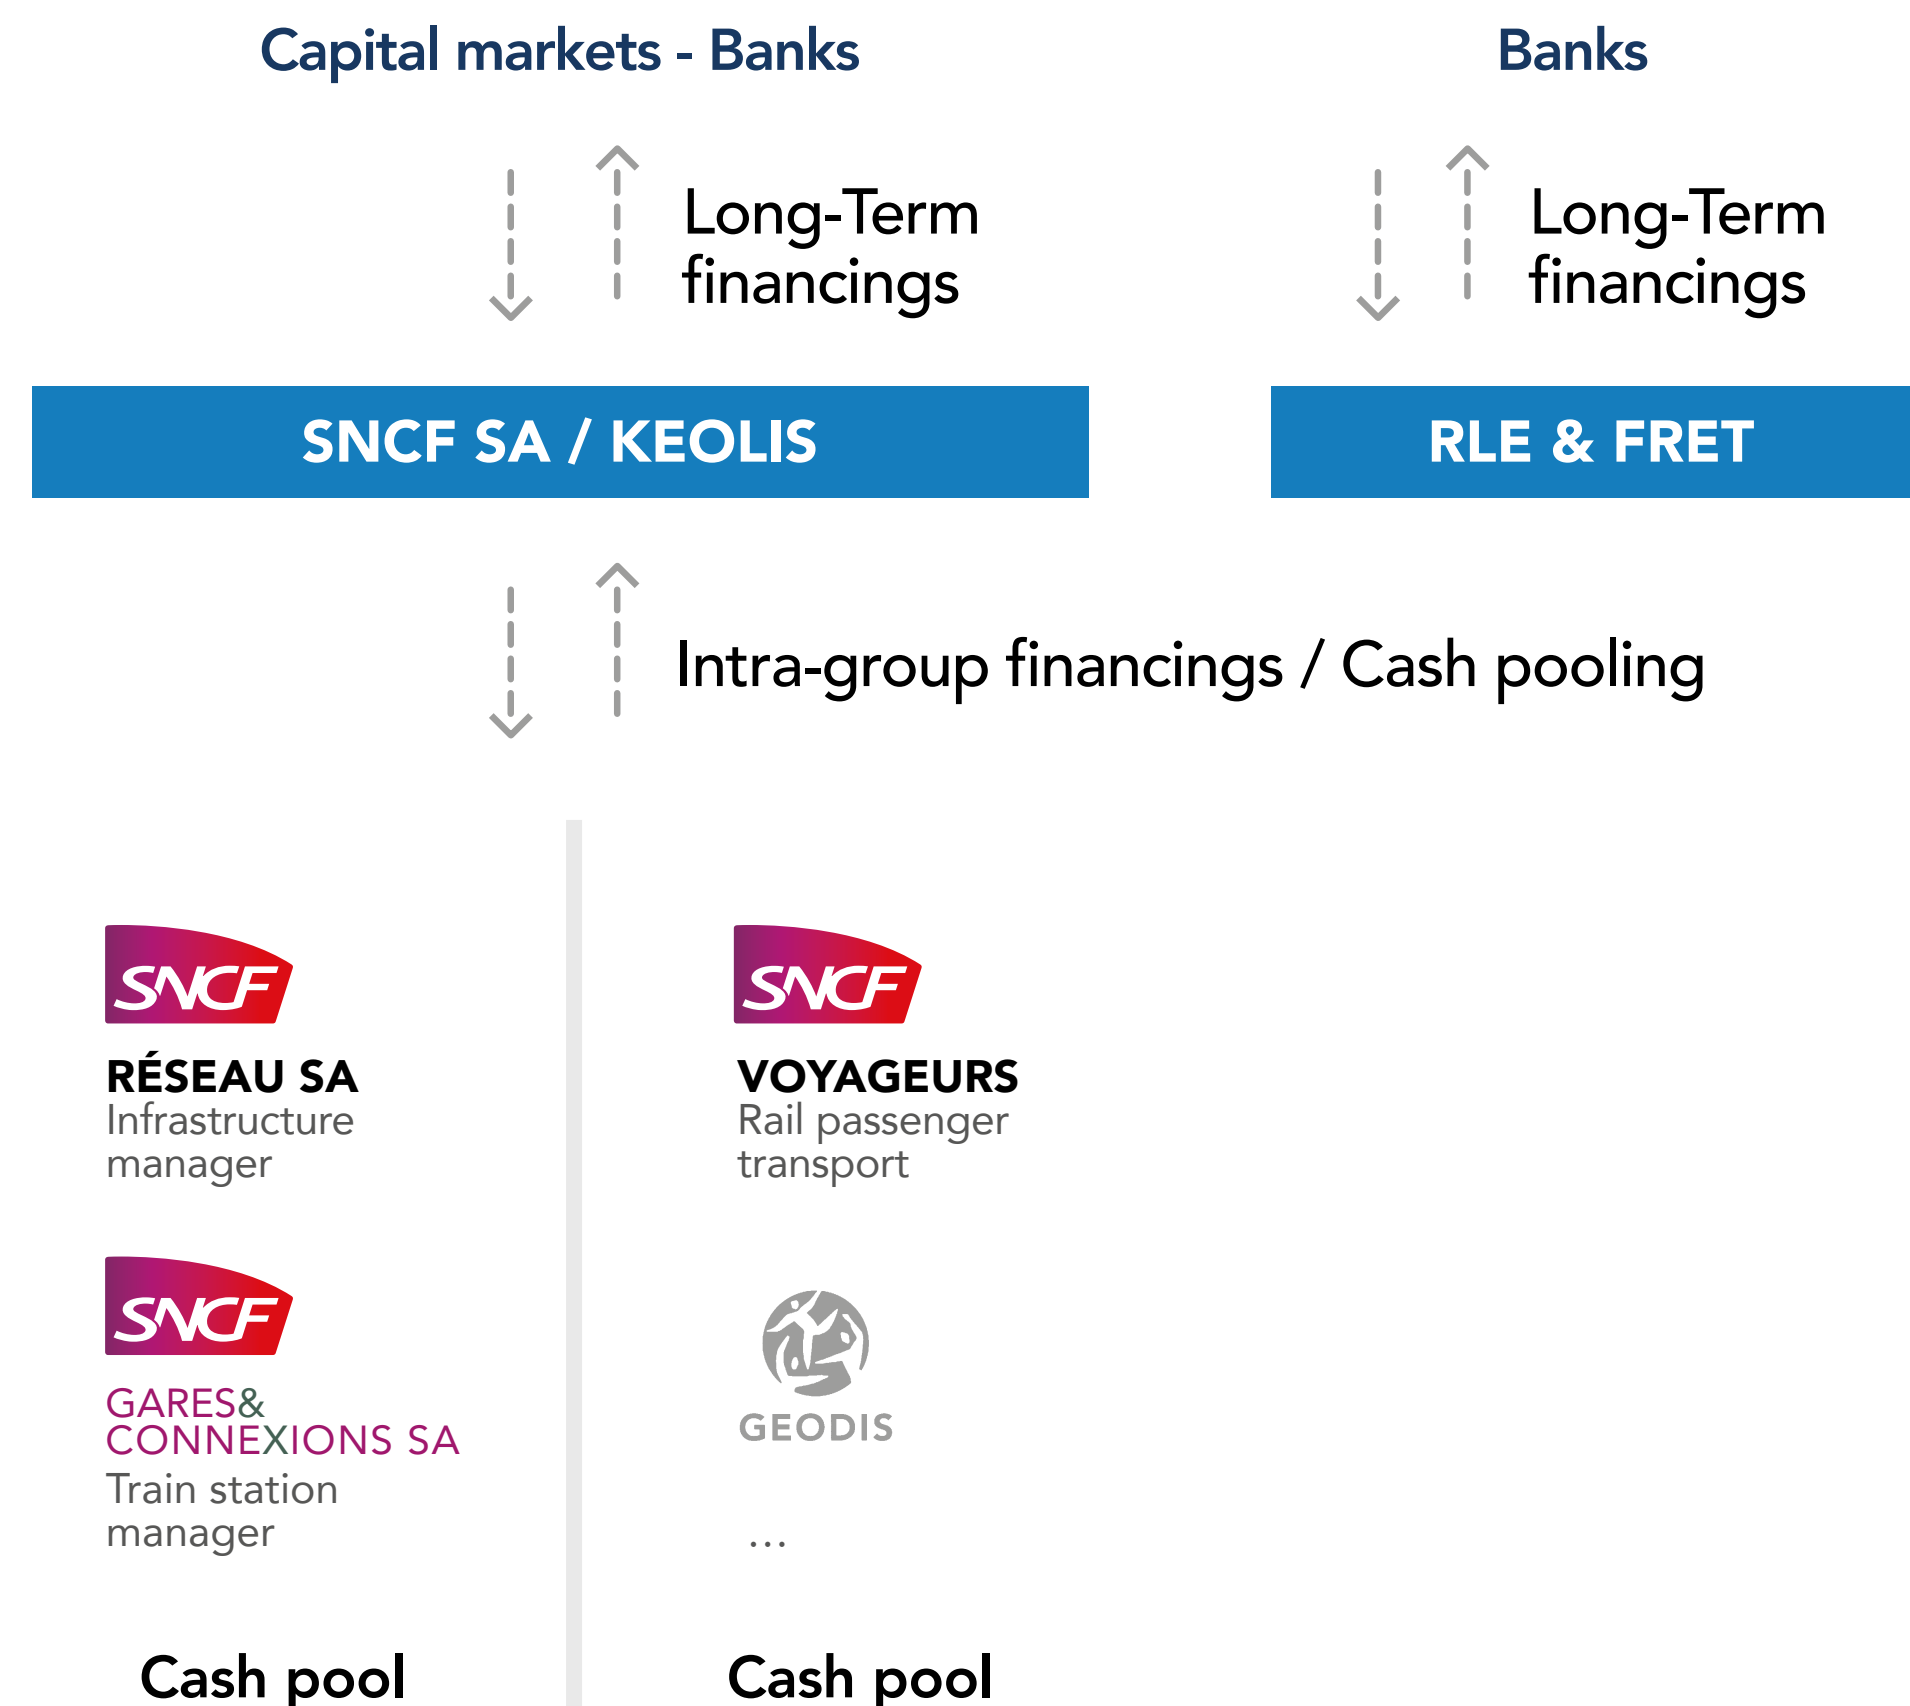 Capital markets - Banks
Banks
Long-Term
financings
Long-Term
financings
SNCF SA / KEOLIS
RLE & FRET
Intra-group financings / Cash pooling
SNCF
RÉSEAU SA
Infrastructure
manager
SNCF
VOYAGEURS
Rail passenger
transport
SNCF
GARES&
CONNEXIONS SA
Train station
manager
GEODIS
...
Cash pool
Cash pool